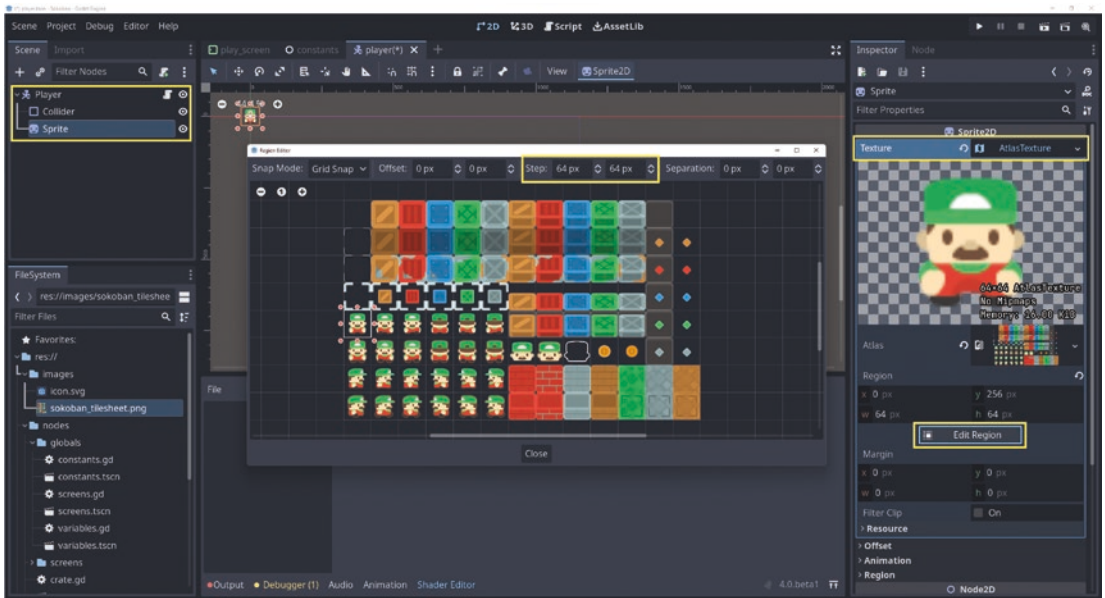 Scene Project Debug Editor Help
2D 3D Script AssetLib
Scene Import
play_screen constants player(*)
Inspector Node
Filter Nodes
View Sprite2D
Sprite
Player
Collider
Sprite
Filter Properties
Sprite2D
Texture AtlasTexture
Region Editor
Snap Mode: Grid Snap Offset: 0 px 0 px Step: 64 px 64 px Separation: 0 px 0 px
64×64 AtlasTexture
No Mipmaps
Memory: 16.00 KiB
FileSystem
res://images/sokoban_tileshee
Filter Files
Favorites:
res://
images
icon.svg
sokoban_tilesheet.png
nodes
globals
constants.gd
constants.tscn
screens.gd
screens.tscn
variables.gd
variables.tscn
screens
crate.gd
File
Close
Atlas
Region
x 0 px y 256 px
w 64 px h 64 px
Edit Region
Margin
x 0 px y 0 px
w 0 px h 0 px
Filter Clip On
Resource
Offset
Animation
Region
Node2D
Output Debugger (1) Audio Animation Shader Editor 4.0.beta1